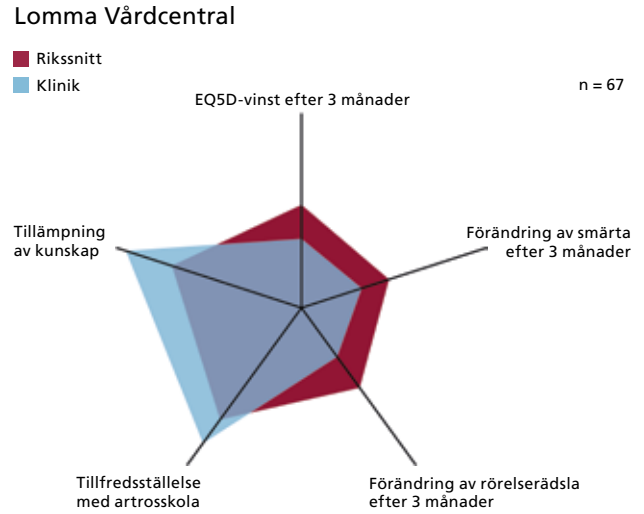 Lomma Vårdcentral
Rikssnitt
Klinik
n = 67
EQ5D-vinst efter 3 månader
Tillämpning
av kunskap
Förändring av smärta
efter 3 månader
Tillfredsställelse
med artrosskola
Förändring av rörelserädsla
efter 3 månader